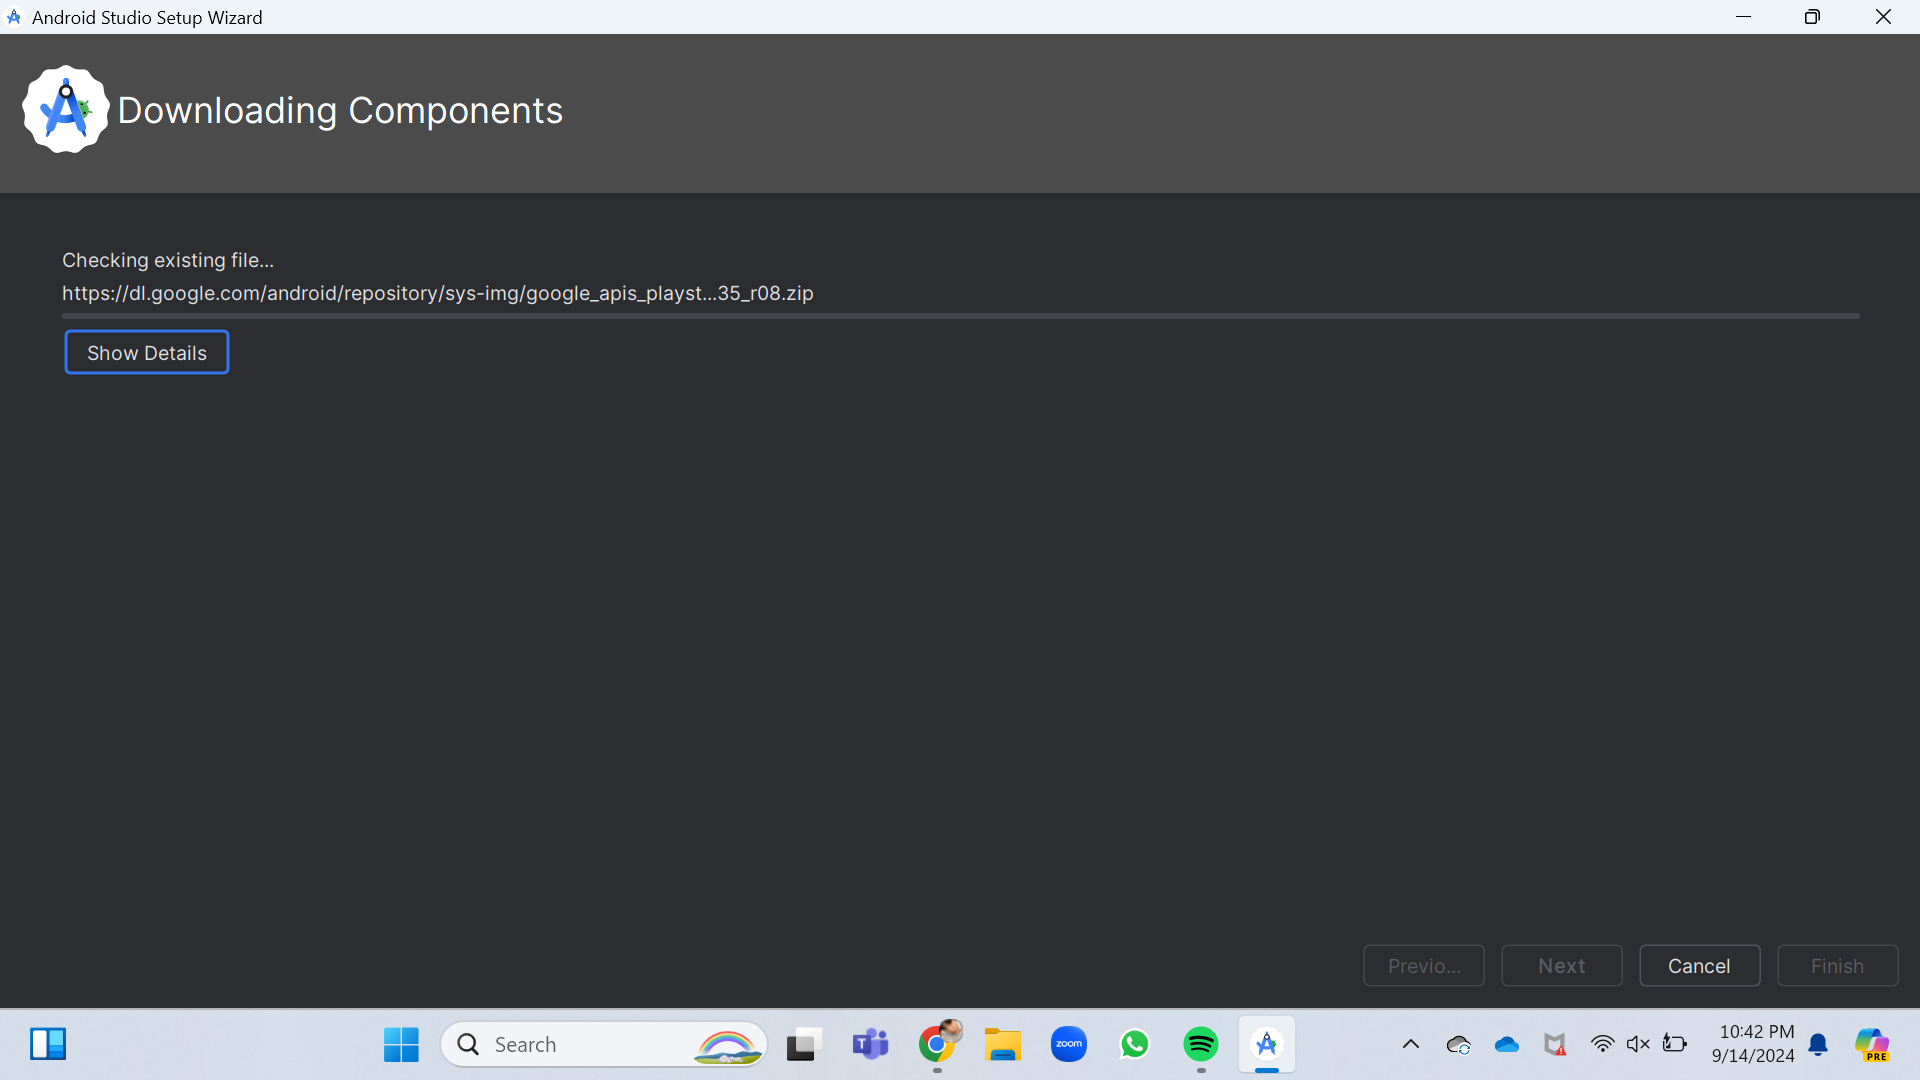 Android Studio Setup Wizard
Downloading Components
Checking existing file...
https://dl.google.com/android/repository/sys-img/google_apis_playst...35_r08.zip
Show Details
Previo...
Next
Cancel
Finish
Search
T
zoom
10:42 PM
9/14/2024
PRE